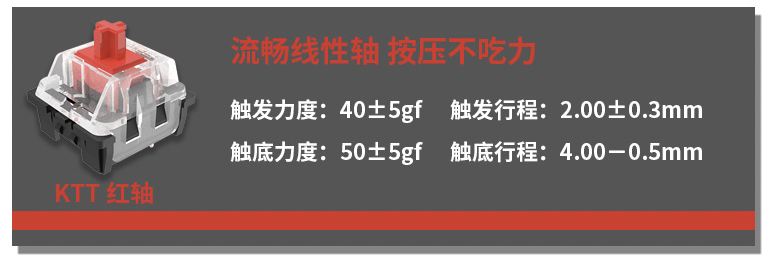 流畅线性轴 按压不吃力
触发力度：40±5gf 触发行程：2.00±0.3mm
触底力度：50±5gf 触底行程：4.00－0.5mm
KTT 红轴